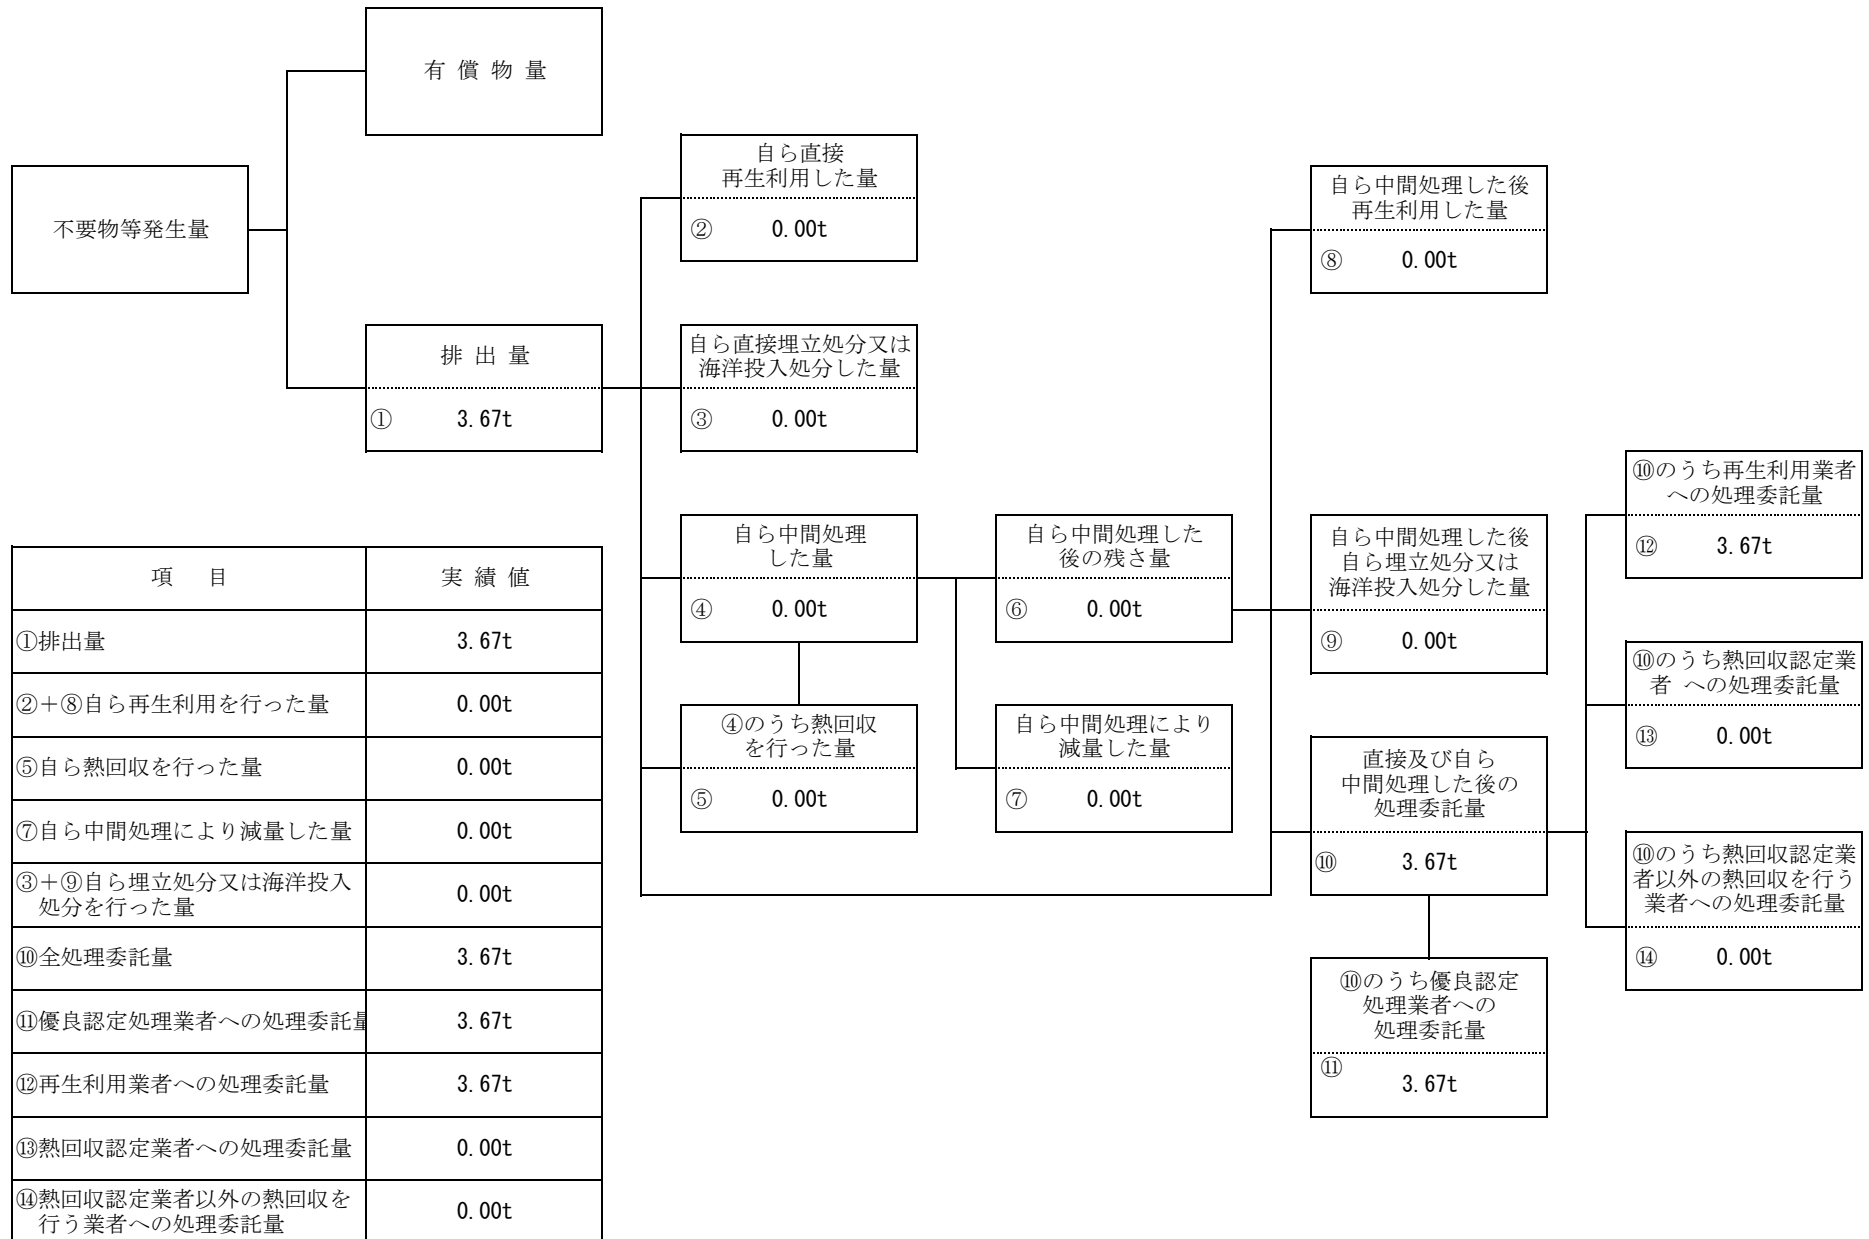 有 償 物 量
不要物等発生量
排 出 量
① 3.67t
自ら直接
再生利用した量
② 0.00t
自ら直接埋立処分又は
海洋投入処分した量
③ 0.00t
自ら中間処理
した量
④ 0.00t
④のうち熱回収
を行った量
⑤ 0.00t
自ら中間処理した
後の残さ量
⑥ 0.00t
自ら中間処理により
減量した量
⑦ 0.00t
自ら中間処理した後
再生利用した量
⑧ 0.00t
自ら中間処理した後
自ら埋立処分又は
海洋投入処分した量
⑨ 0.00t
直接及び自ら
中間処理した後の
処理委託量
⑩ 3.67t
⑩のうち優良認定
処理業者への
処理委託量
⑪ 3.67t
⑩のうち再生利用業者
への処理委託量
⑫ 3.67t
⑩のうち熱回収認定業
者 への処理委託量
⑬ 0.00t
⑩のうち熱回収認定業
者以外の熱回収を行う
業者への処理委託量
⑭ 0.00t
項 目 実 績 値
①排出量 3.67t
②＋⑧自ら再生利用を行った量 0.00t
⑤自ら熱回収を行った量 0.00t
⑦自ら中間処理により減量した量 0.00t
③＋⑨自ら埋立処分又は海洋投入
処分を行った量 0.00t
⑩全処理委託量 3.67t
⑪優良認定処理業者への処理委託量 3.67t
⑫再生利用業者への処理委託量 3.67t
⑬熱回収認定業者への処理委託量 0.00t
⑭熱回収認定業者以外の熱回収を
行う業者への処理委託量 0.00t